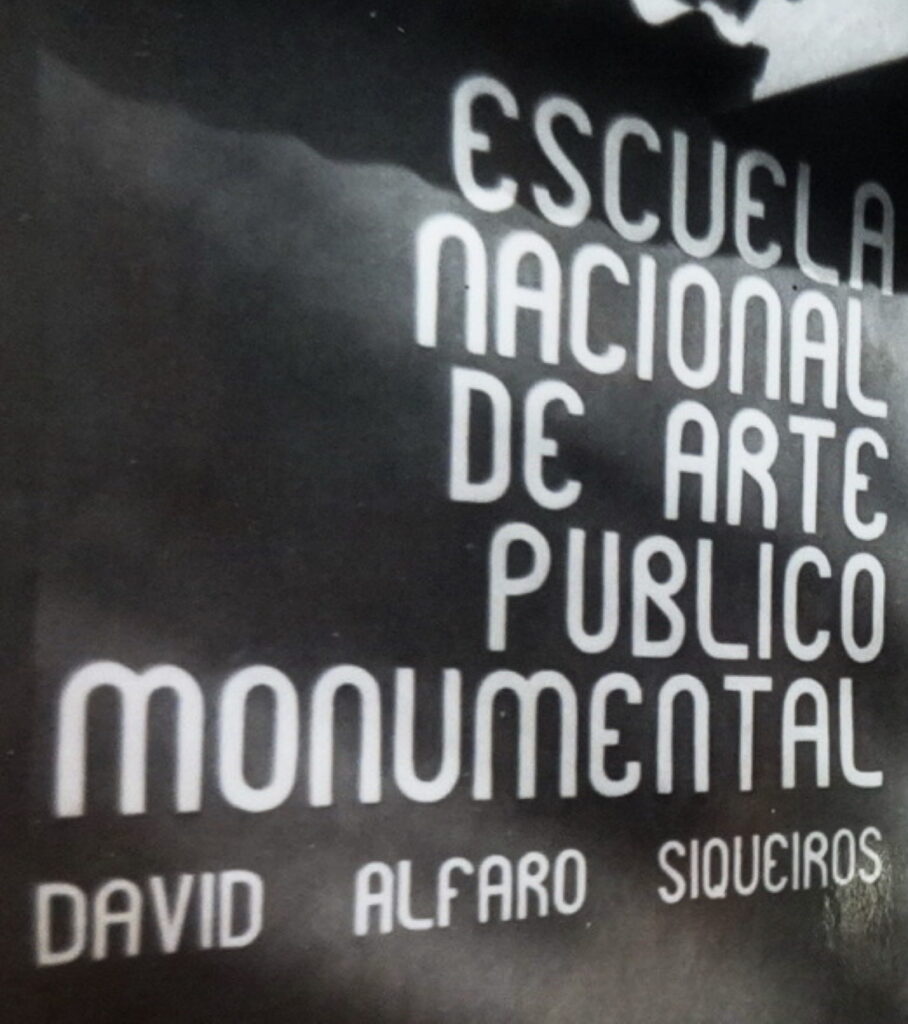 ESCUELA
NACIONAL
DE ARTE
PUBLICO
MONUMENTAL
DAVID ALFARO SIQUEIROS